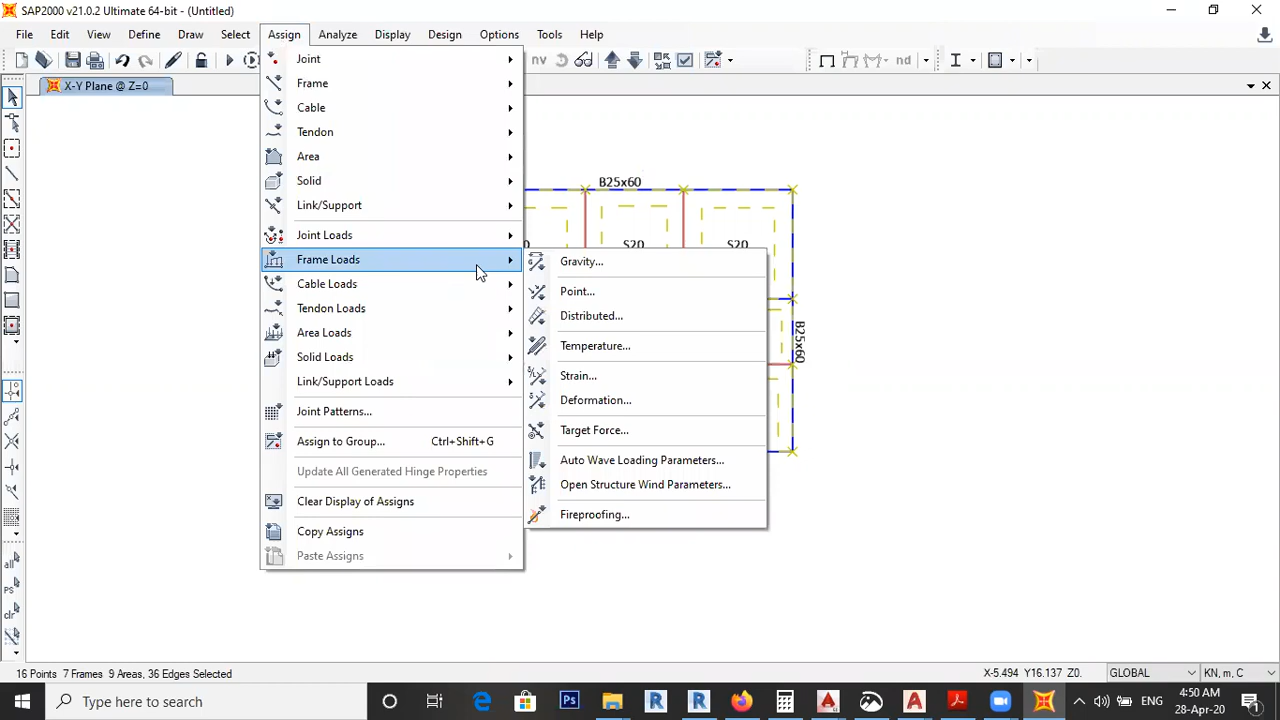 SAP2000 v21.0.2 Ultimate 64-bit - (Untitled)
File Edit View Define Draw Select Assign Analyze Display Design Options Tools Help
nv
nd
X-Y Plane @ Z=0
Joint
Frame
Cable
Tendon
Area
Solid
Link/Support
Joint Loads
Frame Loads
Cable Loads
Tendon Loads
Area Loads
Solid Loads
Link/Support Loads
Joint Patterns...
Assign to Group... Ctrl+Shift+G
Update All Generated Hinge Properties
Clear Display of Assigns
Copy Assigns
Paste Assigns
Gravity...
Point...
Distributed...
Temperature...
Strain...
Deformation...
Target Force...
Auto Wave Loading Parameters...
Open Structure Wind Parameters...
Fireproofing...
B25x60
S20
S20
B25x60
all
PS
clr
16 Points 7 Frames 9 Areas, 36 Edges Selected
X-5.494 Y16.137 Z0.
GLOBAL
KN, m, C
Type here to search
4:50 AM
28-Apr-20